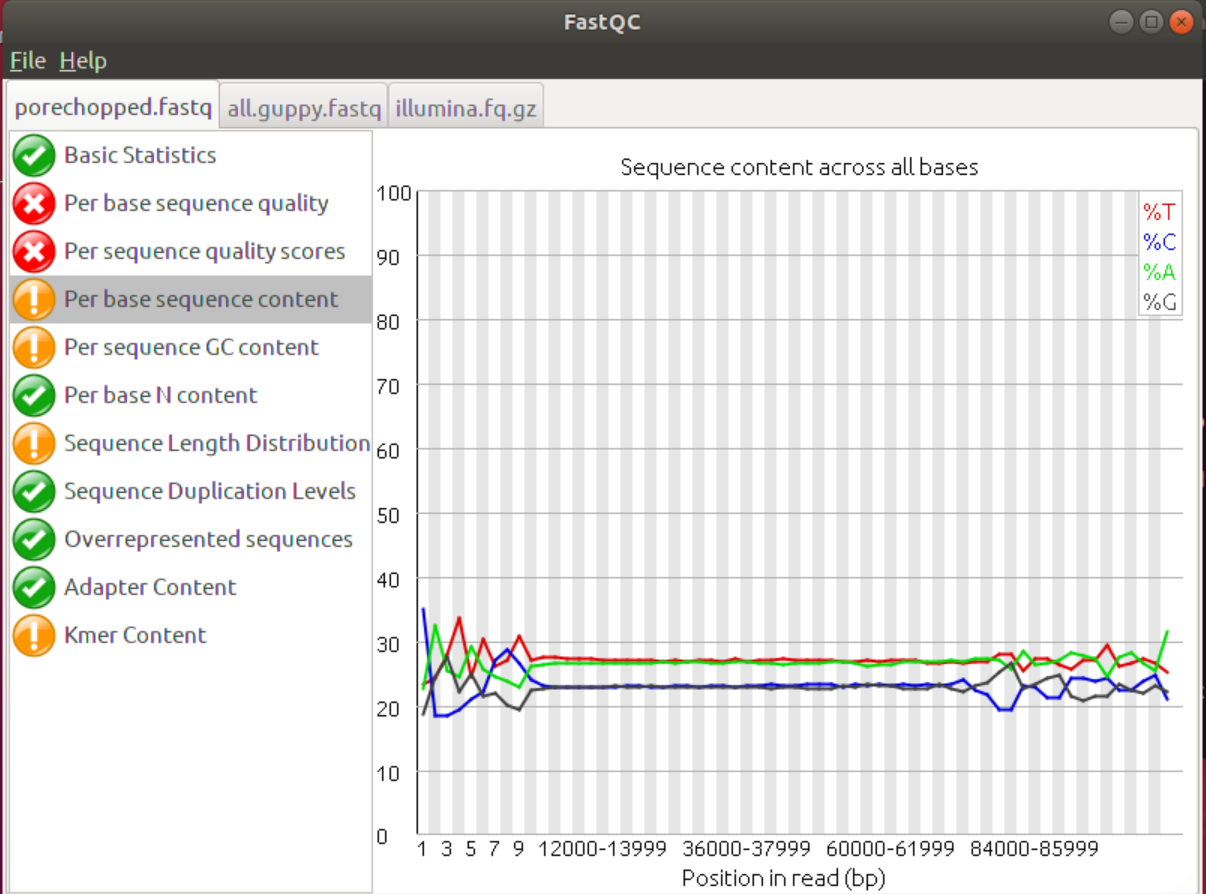 FastQC
File Help
porechopped.fastq all.guppy.fastq illumina.fq.gz
Basic Statistics
Per base sequence quality
Per sequence quality scores
Per base sequence content
Per sequence GC content
Per base N content
Sequence Length Distribution
Sequence Duplication Levels
Overrepresented sequences
Adapter Content
Kmer Content
Sequence content across all bases
100
90
80
70
60
50
40
30
20
10
0
%T
%C
%A
%G
1 3 5 7 9 12000-13999 36000-37999 60000-61999 84000-85999
Position in read (bp)